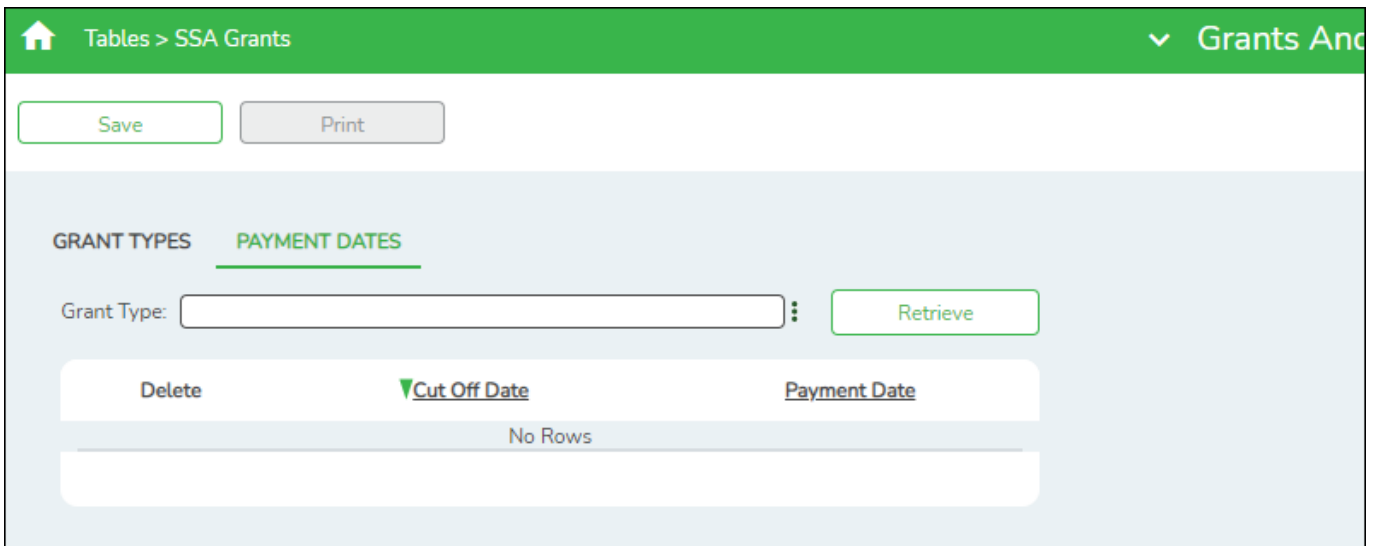 Tables > SSA Grants
Grants And
Save
Print
GRANT TYPES
PAYMENT DATES
Grant Type:
Retrieve
Delete
Cut Off Date
Payment Date
No Rows